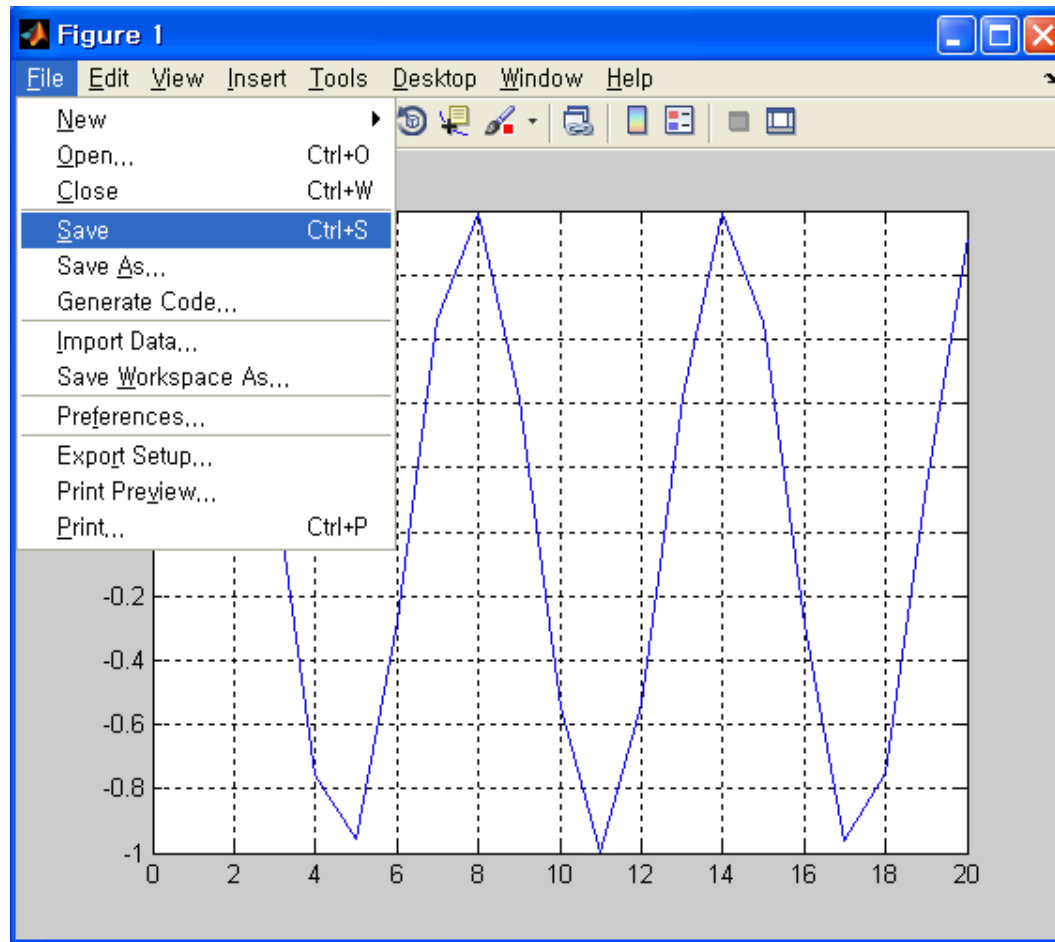 Figure 1
File Edit View Insert Tools Desktop Window Help
New
Open,,, Ctrl+O
Close Ctrl+W
Save Ctrl+S
Save As,,,
Generate Code,,,
Import Data,,,
Save Workspace As,,,
Preferences,,,
Export Setup,,,
Print Preview,,,
Print,,, Ctrl+P
-0.2
-0.4
-0.6
-0.8
-1
0 2 4 6 8 10 12 14 16 18 20